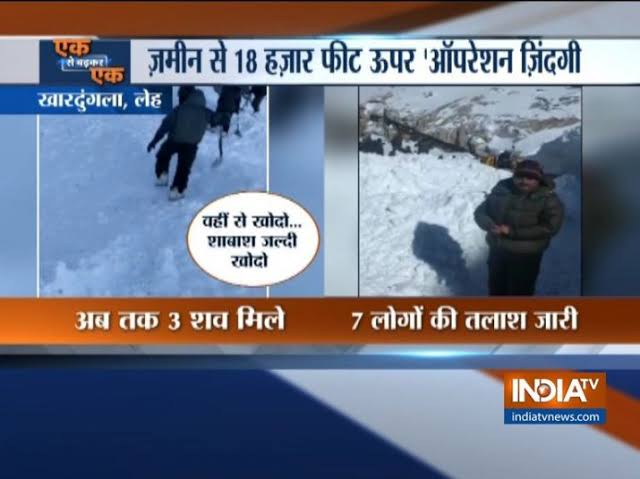 एक
से बढ़कर
एक
ज़मीन से 18 हज़ार फीट ऊपर 'ऑपरेशन ज़िंदगी
खारदुंगला, लेह
वहीं से खोदो...
शाबाश जल्दी
खोदो
अब तक 3 शव मिले
7 लोगों की तलाश जारी
INDIA TV
indiatvnews.com